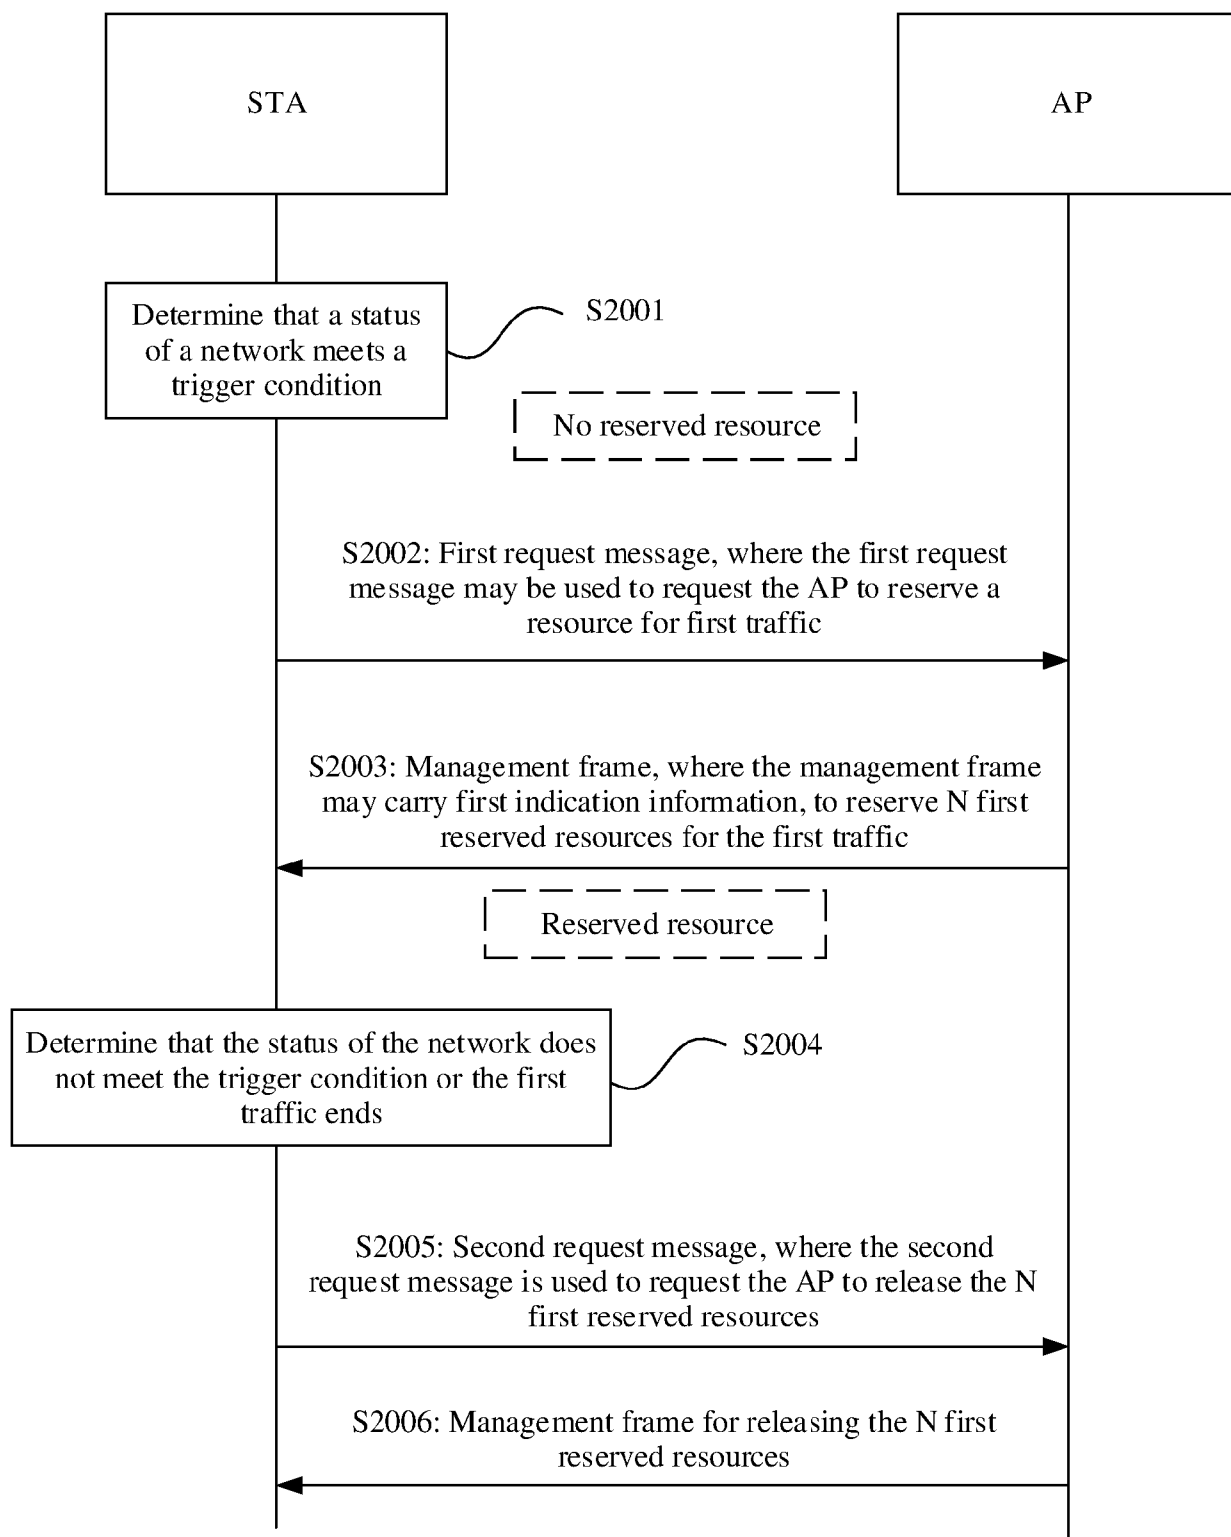 STA
AP
Determine that a status
of a network meets a
trigger condition
S2001
No reserved resource
S2002: First request message, where the first request
message may be used to request the AP to reserve a
resource for first traffic
S2003: Management frame, where the management frame
may carry first indication information, to reserve N first
reserved resources for the first traffic
Reserved resource
Determine that the status of the network does
not meet the trigger condition or the first
traffic ends
S2004
S2005: Second request message, where the second
request message is used to request the AP to release the N
first reserved resources
S2006: Management frame for releasing the N first
reserved resources